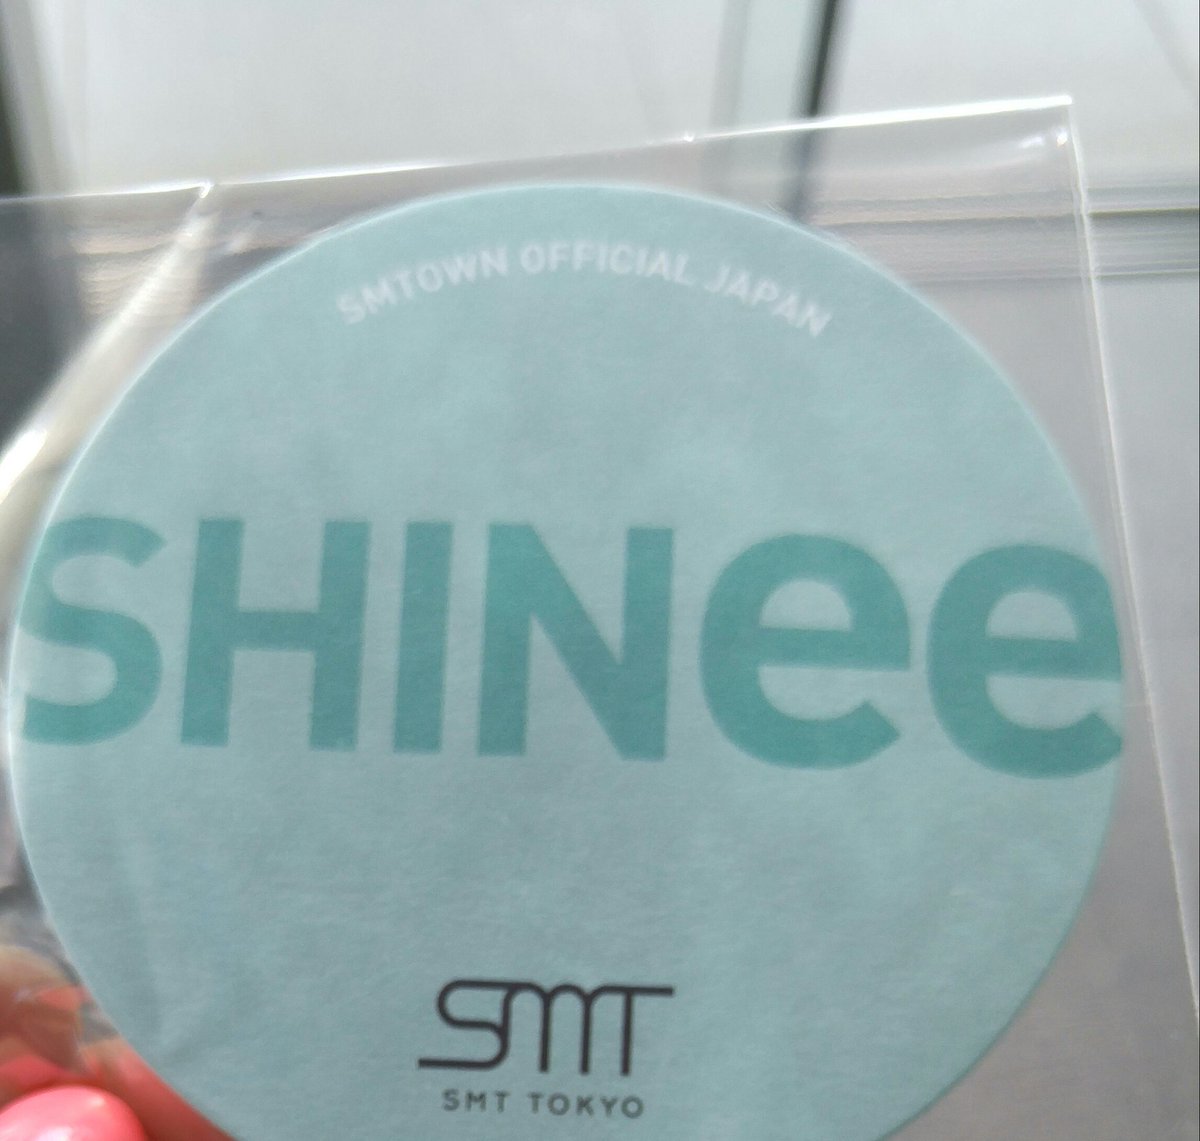 SMTOWN OFFICIAL JAPAN
SHINee
SMT
SMT TOKYO